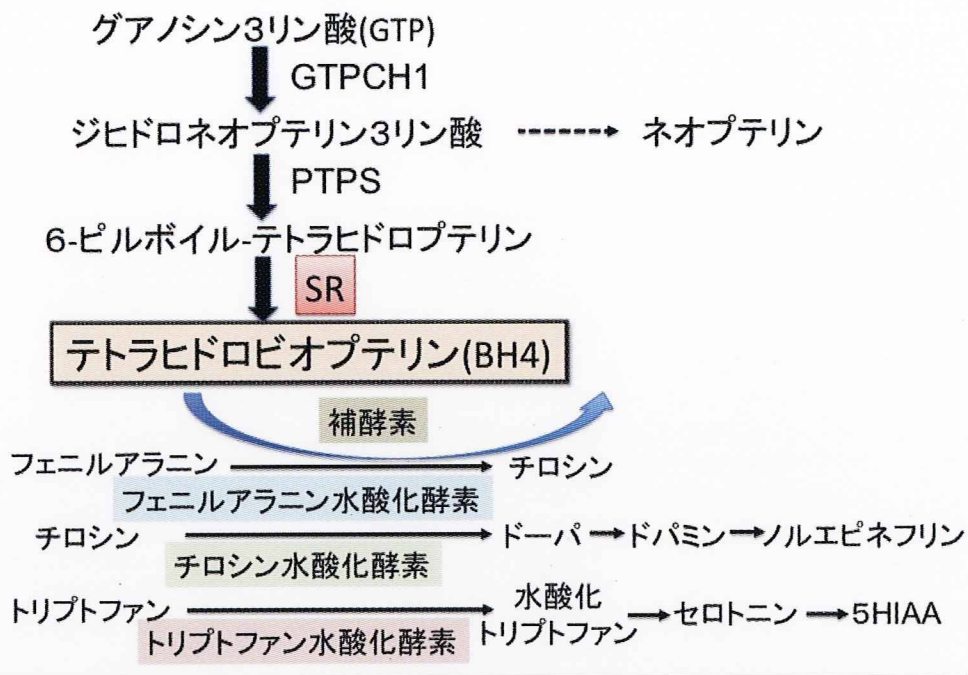 グアノシン3リン酸(GTP)
GTPCH1
ジヒドロネオプテリン3リン酸
ネオプテリン
PTPS
6-ピルボイル-テトラヒドロプテリン
SR
テトラヒドロビオプテリン(BH4)
補酵素
フェニルアラニン
チロシン
フェニルアラニン水酸化酵素
チロシン
ドーパ
ドパミン
ノルエピネフリン
チロシン水酸化酵素
トリプトファン
水酸化
トリプトファン
セロトニン
5HIAA
トリプトファン水酸化酵素